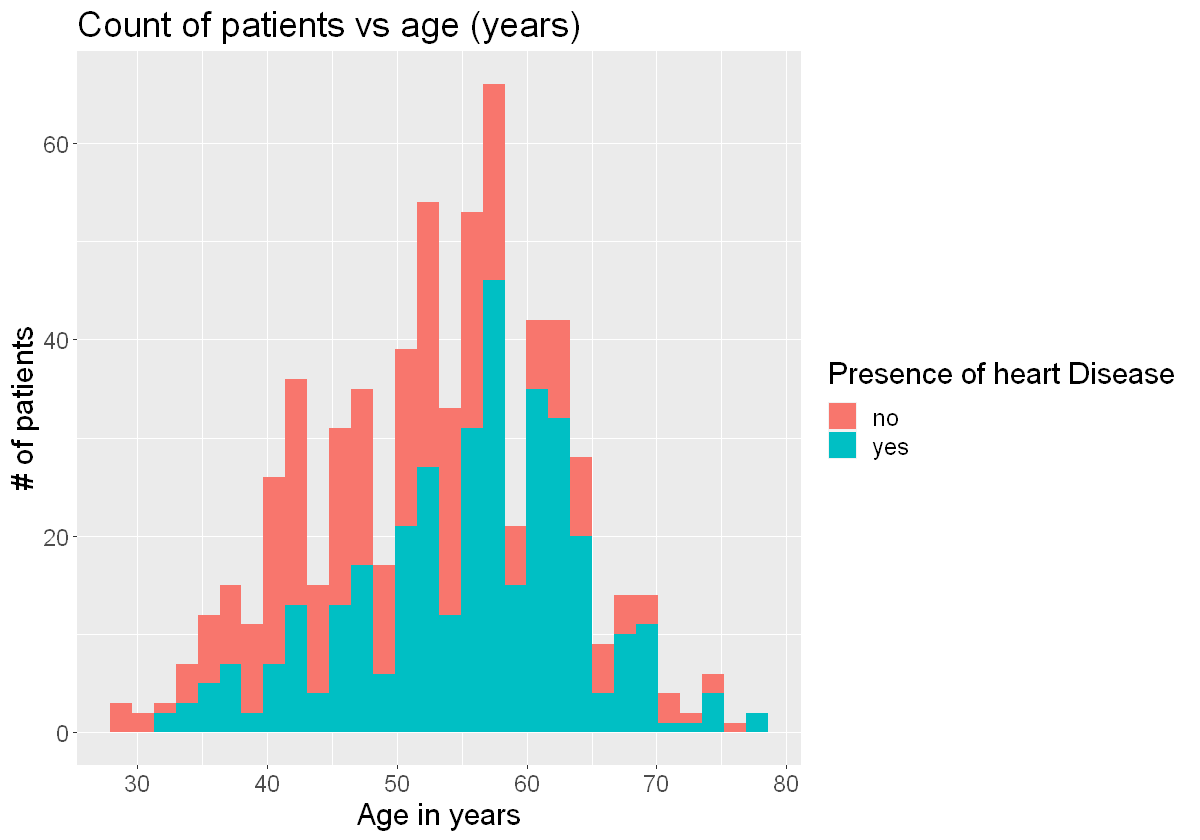 Count of patients vs age (years)
# of patients
60
40
20
0
30 40 50 60 70 80
Age in years
Presence of heart Disease
no
yes